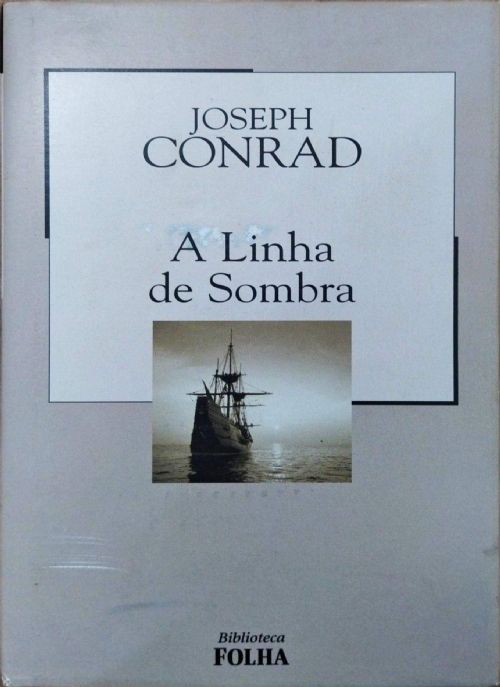 JOSEPH
CONRAD
A Linha
de Sombra
Biblioteca
FOLHA